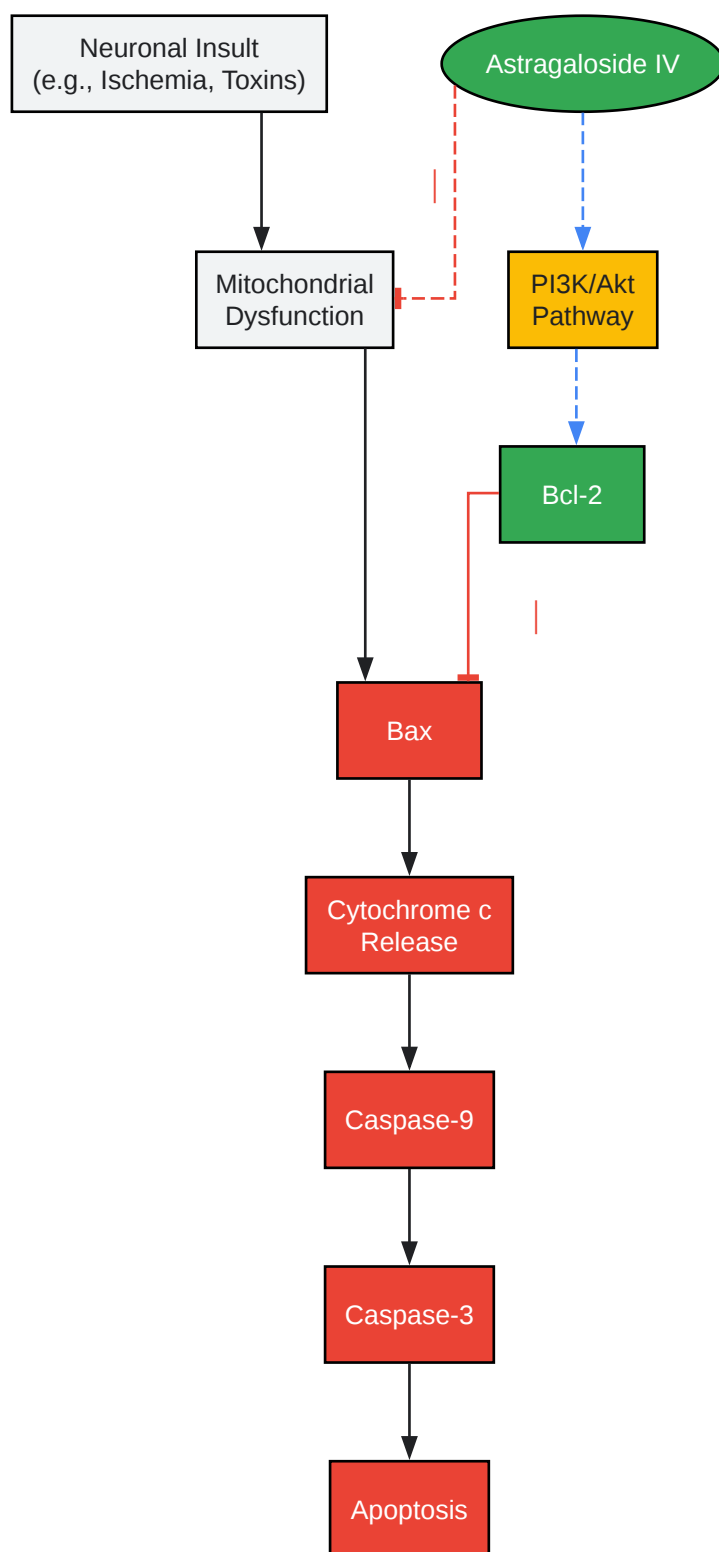 Neuronal Insult
(e.g., Ischemia, Toxins)
Astragaloside IV
|
Mitochondrial
Dysfunction
PI3K/Akt
Pathway
Bcl-2
|
Bax
Cytochrome c
Release
Caspase-9
Caspase-3
Apoptosis